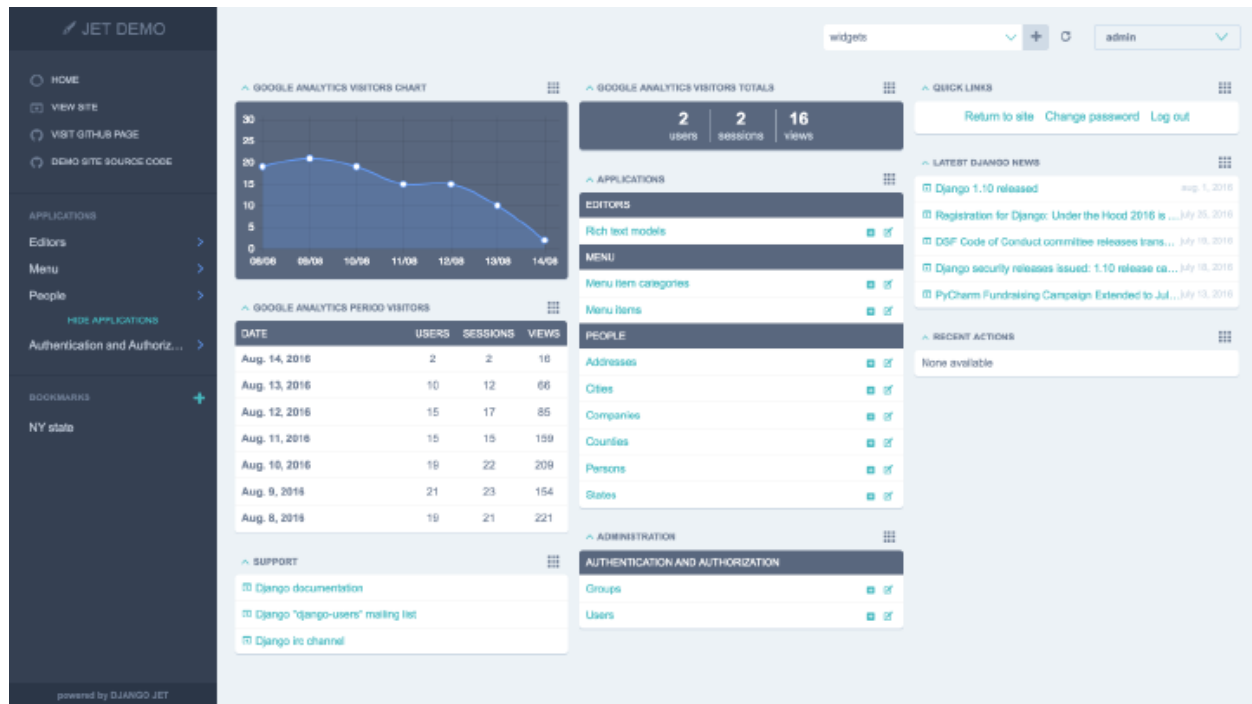 JET DEMO
HOME
VIEW SITE
VISIT GITHUB PAGE
DEMO SITE SOURCE CODE
APPLICATIONS
Editors
Menu
People
HIDE APPLICATIONS
Authentication and Authoriz...
BOOKMARKS
NY state
powered by DJANGO JET
widgets
admin
GOOGLE ANALYTICS VISITORS CHART
30
25
20
15
10
5
0
08/08 09/08 10/08 11/08 12/08 13/08 14/08
GOOGLE ANALYTICS PERIOD VISITORS
DATE USERS SESSIONS VIEWS
Aug. 14, 2016 2 2 16
Aug. 13, 2016 10 12 66
Aug. 12, 2016 15 17 85
Aug. 11, 2016 15 15 159
Aug. 10, 2016 19 22 209
Aug. 9, 2016 21 23 154
Aug. 8, 2016 19 21 221
SUPPORT
Django documentation
Django "django-users" mailing list
Django irc channel
GOOGLE ANALYTICS VISITORS TOTALS
2 2 16
users sessions views
APPLICATIONS
EDITORS
Rich text models
MENU
Menu item categories
Menu items
PEOPLE
Addresses
Cities
Companies
Counties
Persons
States
ADMINISTRATION
AUTHENTICATION AND AUTHORIZATION
Groups
Users
QUICK LINKS
Return to site Change password Log out
LATEST DJANGO NEWS
Django 1.10 released aug. 1, 2016
Registration for Django: Under the Hood 2016 is ... july 25, 2016
DSF Code of Conduct committee releases trans... july 18, 2016
Django security releases issued: 1.10 release ca... july 18, 2016
PyCharm Fundraising Campaign Extended to Jul... july 13, 2016
RECENT ACTIONS
None available